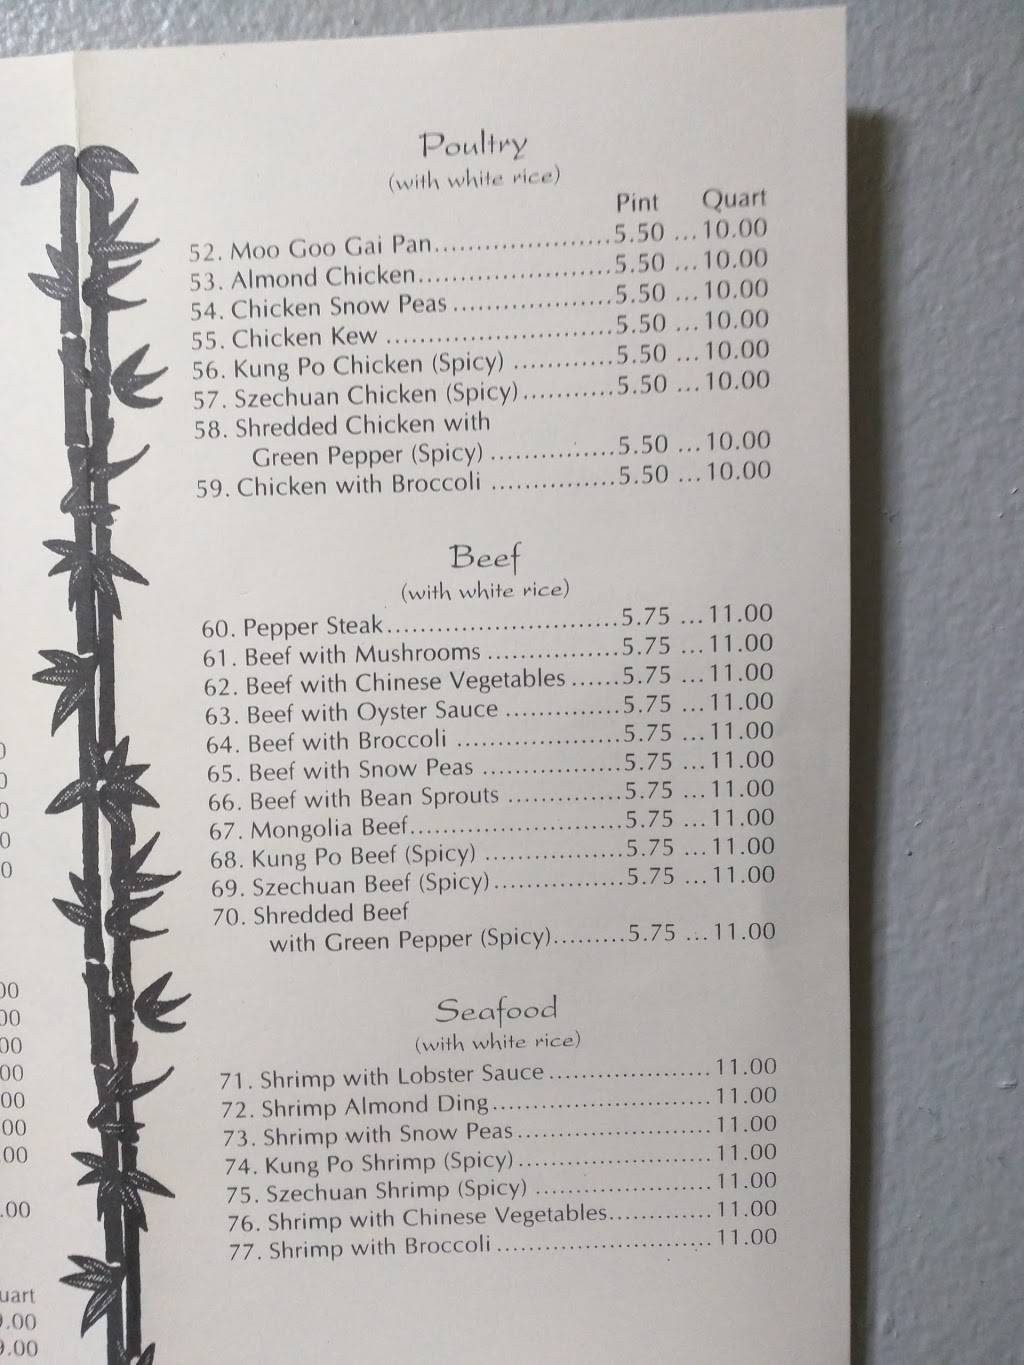 Poultry
(with white rice)
Pint Quart
52. Moo Goo Gai Pan.....................5.50 ...10.00
53. Almond Chicken.......................5.50 ...10.00
54. Chicken Snow Peas ...................5.50 ...10.00
55. Chicken Kew ...........................5.50 ...10.00
56. Kung Po Chicken (Spicy) ............5.50 ...10.00
57. Szechuan Chicken (Spicy)...........5.50 ...10.00
58. Shredded Chicken with
Green Pepper (Spicy) ...............5.50 ...10.00
59. Chicken with Broccoli ...............5.50 ...10.00
Beef
(with white rice)
60. Pepper Steak............................5.75 ...11.00
61. Beef with Mushrooms ................5.75 ...11.00
62. Beef with Chinese Vegetables ......5.75 ...11.00
63. Beef with Oyster Sauce ..............5.75 ...11.00
64. Beef with Broccoli ....................5.75 ...11.00
65. Beef with Snow Peas .................5.75 ...11.00
66. Beef with Bean Sprouts ..............5.75 ...11.00
67. Mongolia Beef..........................5.75 ...11.00
68. Kung Po Beef (Spicy) .................5.75 ...11.00
69. Szechuan Beef (Spicy)................5.75 ...11.00
70. Shredded Beef
with Green Pepper (Spicy).........5.75 ...11.00
Seafood
(with white rice)
71. Shrimp with Lobster Sauce....................11.00
72. Shrimp Almond Ding...........................11.00
73. Shrimp with Snow Peas........................11.00
74. Kung Po Shrimp (Spicy).......................11.00
75. Szechuan Shrimp (Spicy) .....................11.00
76. Shrimp with Chinese Vegetables.............11.00
77. Shrimp with Broccoli ..........................11.00